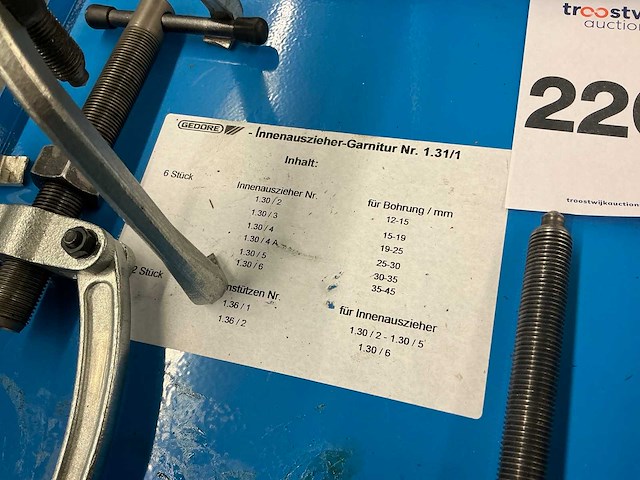 GEDORE - Innenauszieher-Garnitur Nr. 1.31/1
Inhalt:
6 Stück Innenauszieher Nr. für Bohrung / mm
1.30 / 2 12-15
1.30 / 3 15-19
1.30 / 4 19-25
1.30 / 4 A 25-30
1.30 / 5 30-35
1.30 / 6 35-45
2 Stück nstützen Nr. für Innenauszieher
1.36 / 1 1.30 / 2 - 1.30 / 5
1.36 / 2 1.30 / 6
troostwi
auction
220
troostwijkauction